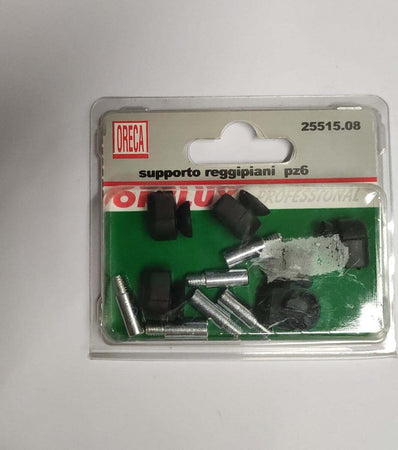 ORECA
25515.08
supporto reggipiani pz6
PROFESSIONAL